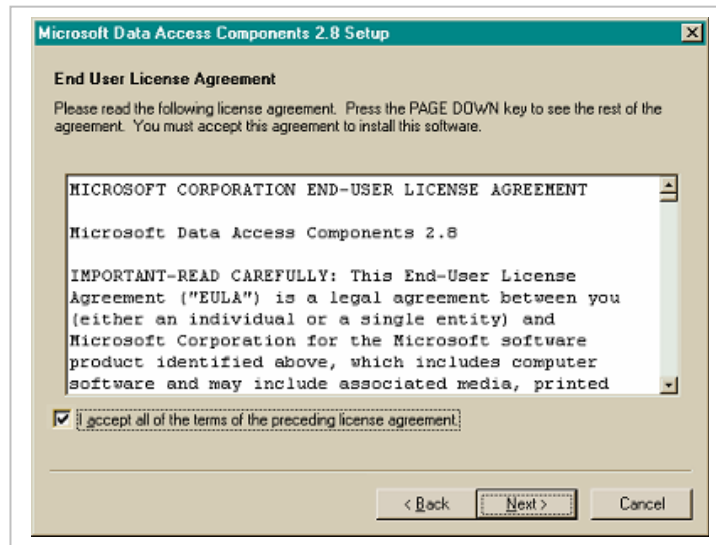 Microsoft Data Access Components 2.8 Setup
End User License Agreement
Please read the following license agreement. Press the PAGE DOWN key to see the rest of the
agreement. You must accept this agreement to install this software.
MICROSOFT CORPORATION END-USER LICENSE AGREEMENT
Microsoft Data Access Components 2.8
IMPORTANT-READ CAREFULLY: This End-User License
Agreement ("EULA") is a legal agreement between you
(either an individual or a single entity) and
Microsoft Corporation for the Microsoft software
product identified above, which includes computer
software and may include associated media, printed
I accept all of the terms of the preceding license agreement.
< Back Next > Cancel